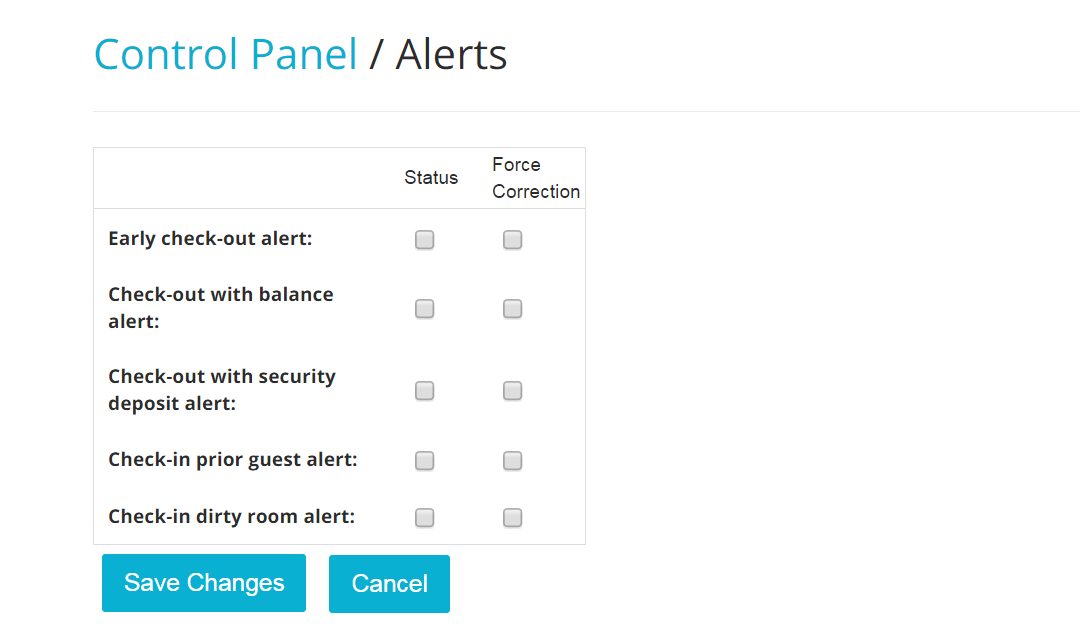 Control Panel / Alerts
Status
Force
Correction
Early check-out alert:
Check-out with balance
alert:
Check-out with security
deposit alert:
Check-in prior guest alert:
Check-in dirty room alert:
Save Changes
Cancel